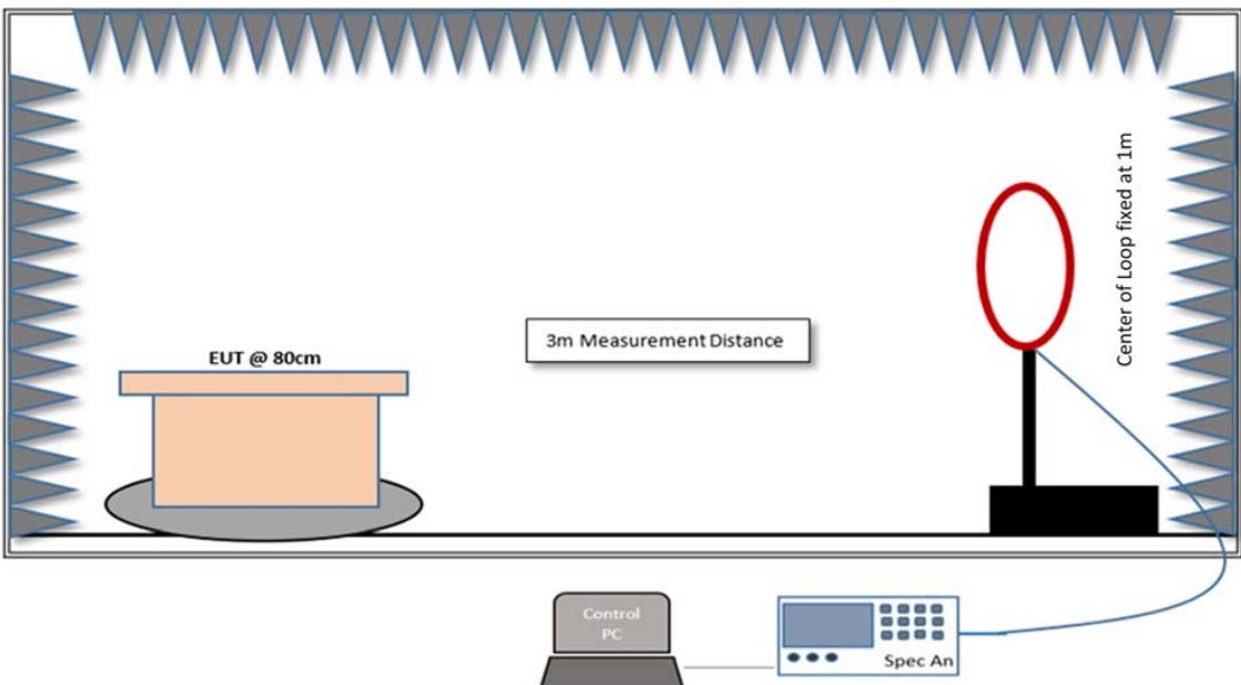 Center of Loop fixed at 1m
3m Measurement Distance
EUT @ 80cm
Control
PC
Spec An